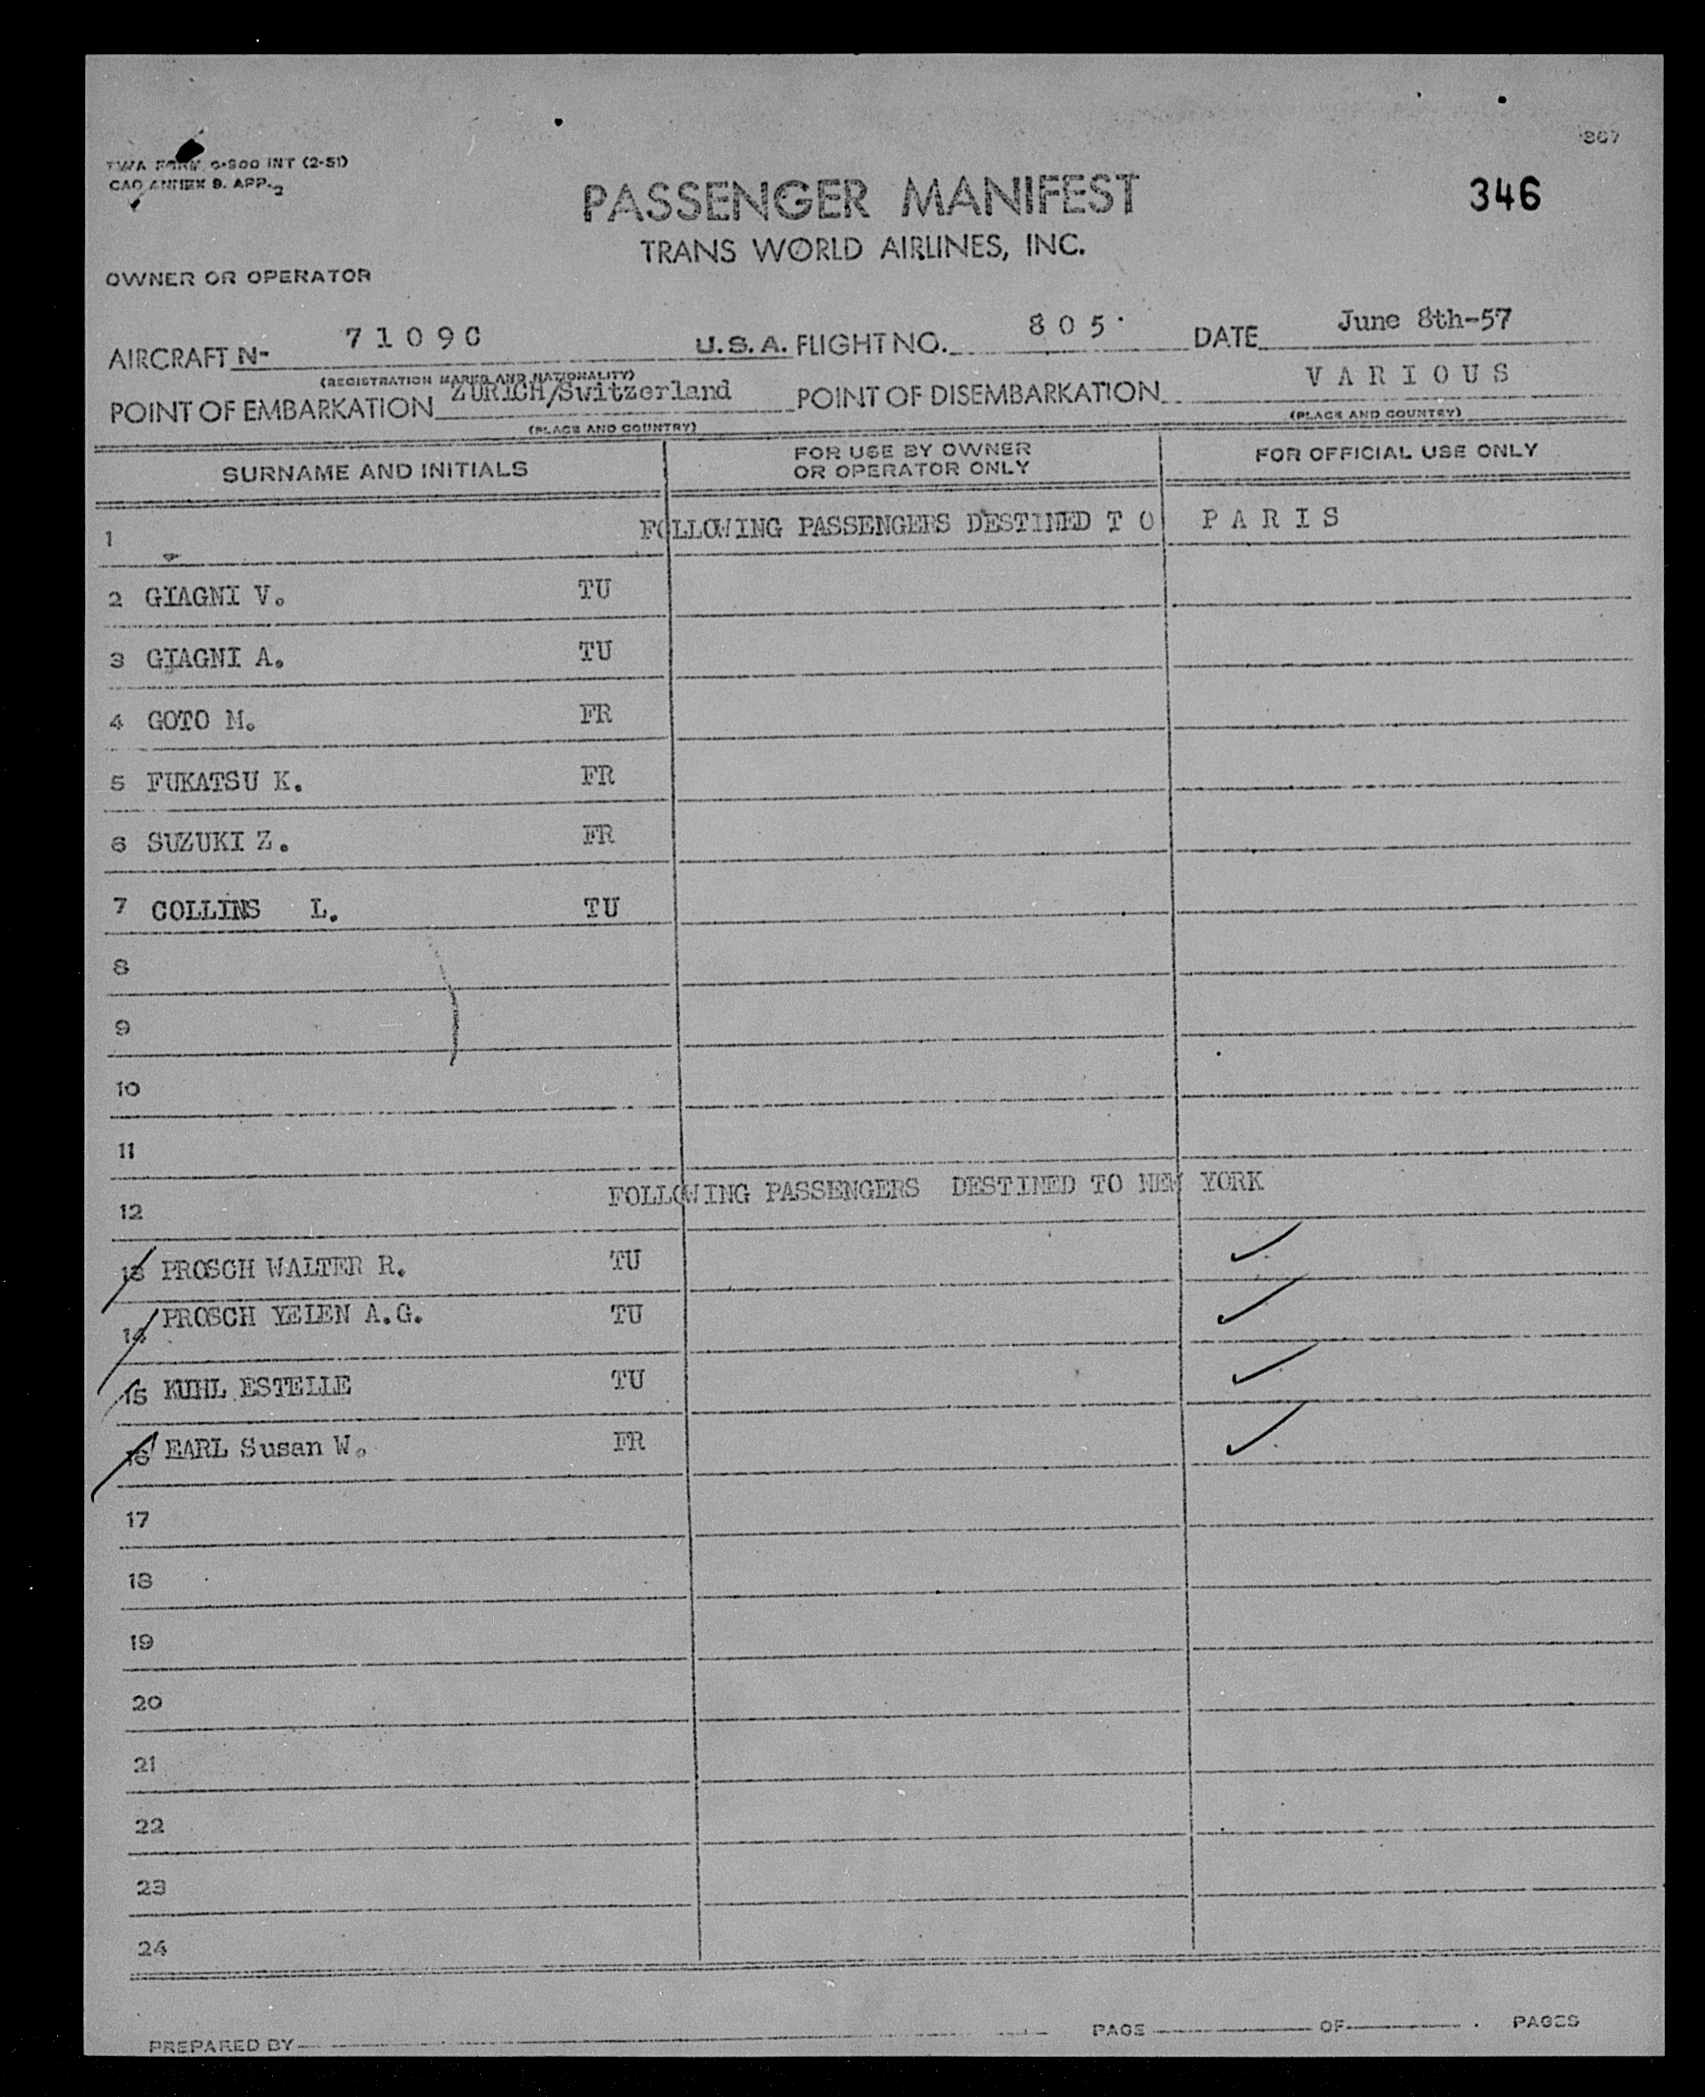 867
TWA FORM O-900 INT (2-51)
CAO ANNEX 9. APP. 2
PASSENGER MANIFEST
346
TRANS WORLD AIRLINES, INC.
OWNER OR OPERATOR
AIRCRAFT N- 7109C U.S.A. FLIGHT NO. 805 DATE June 8th-57
(REGISTRATION MARKS AND NATIONALITY)
POINT OF EMBARKATION ZURICH/Switzerland POINT OF DISEMBARKATION VARIOUS
(PLACE AND COUNTRY) (PLACE AND COUNTRY)
SURNAME AND INITIALS FOR USE BY OWNER OR OPERATOR ONLY FOR OFFICIAL USE ONLY
1 FOLLOWING PASSENGERS DESTINED T O P A R I S
2 GIAGNI V. TU
3 GIAGNI A. TU
4 GOTO M. FR
5 FUKATSU K. FR
6 SUZUKI Z. FR
7 COLLINS L. TU
8
9
10
11
12 FOLLOWING PASSENGERS DESTINED TO NEW YORK
13 PROSCH WALTER R. TU ✓
14 PROSCH YELEN A.G. TU ✓
15 KUHL ESTELLE TU ✓
16 EARL Susan W. FR ✓
17
18
19
20
21
22
23
24
PREPARED BY PAGE OF PAGES